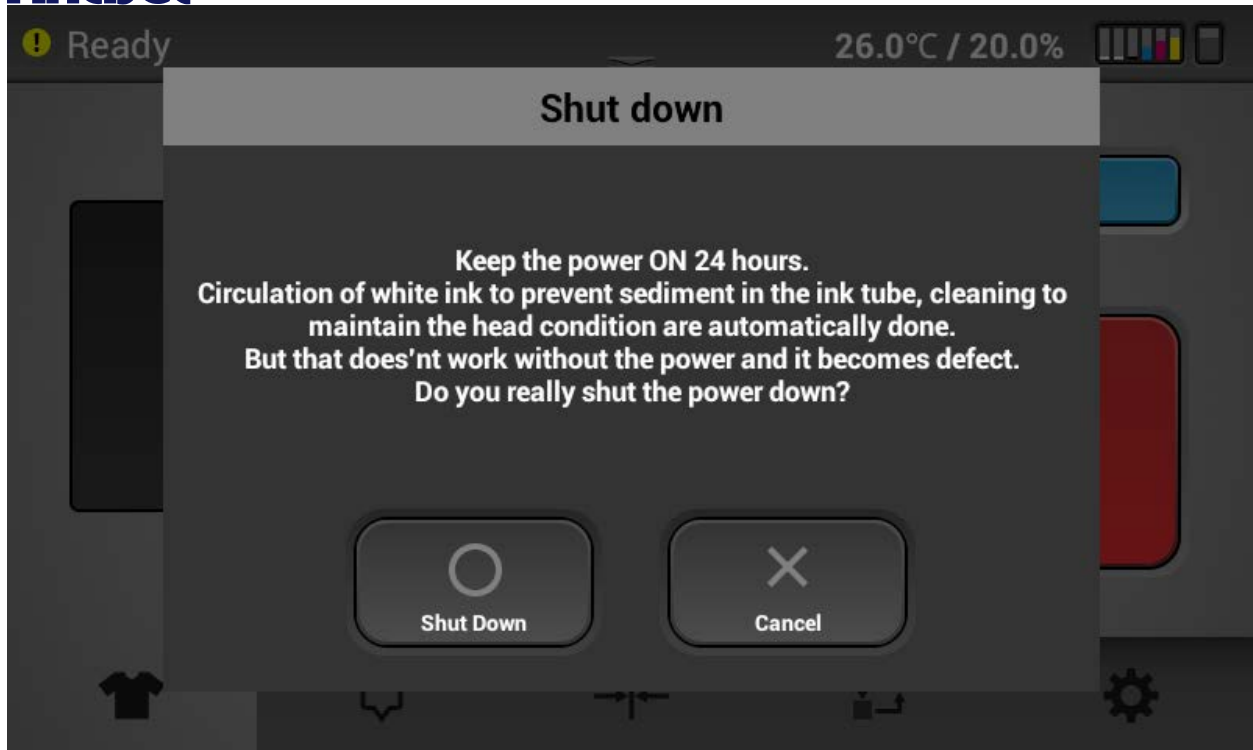 Ready
26.0℃ / 20.0%
Shut down
Keep the power ON 24 hours.
Circulation of white ink to prevent sediment in the ink tube, cleaning to
maintain the head condition are automatically done.
But that does'nt work without the power and it becomes defect.
Do you really shut the power down?
Shut Down
Cancel